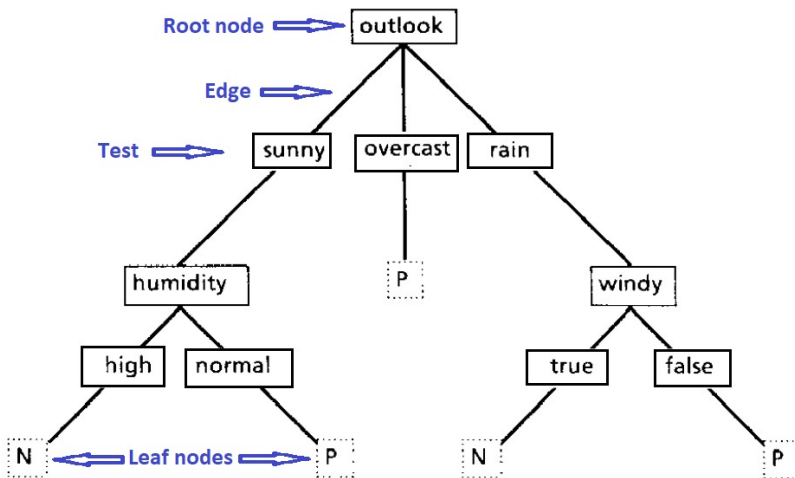 Root node
outlook
Edge
Test
sunny
overcast
rain
humidity
P
windy
high
normal
true
false
N
Leaf nodes
P
N
P